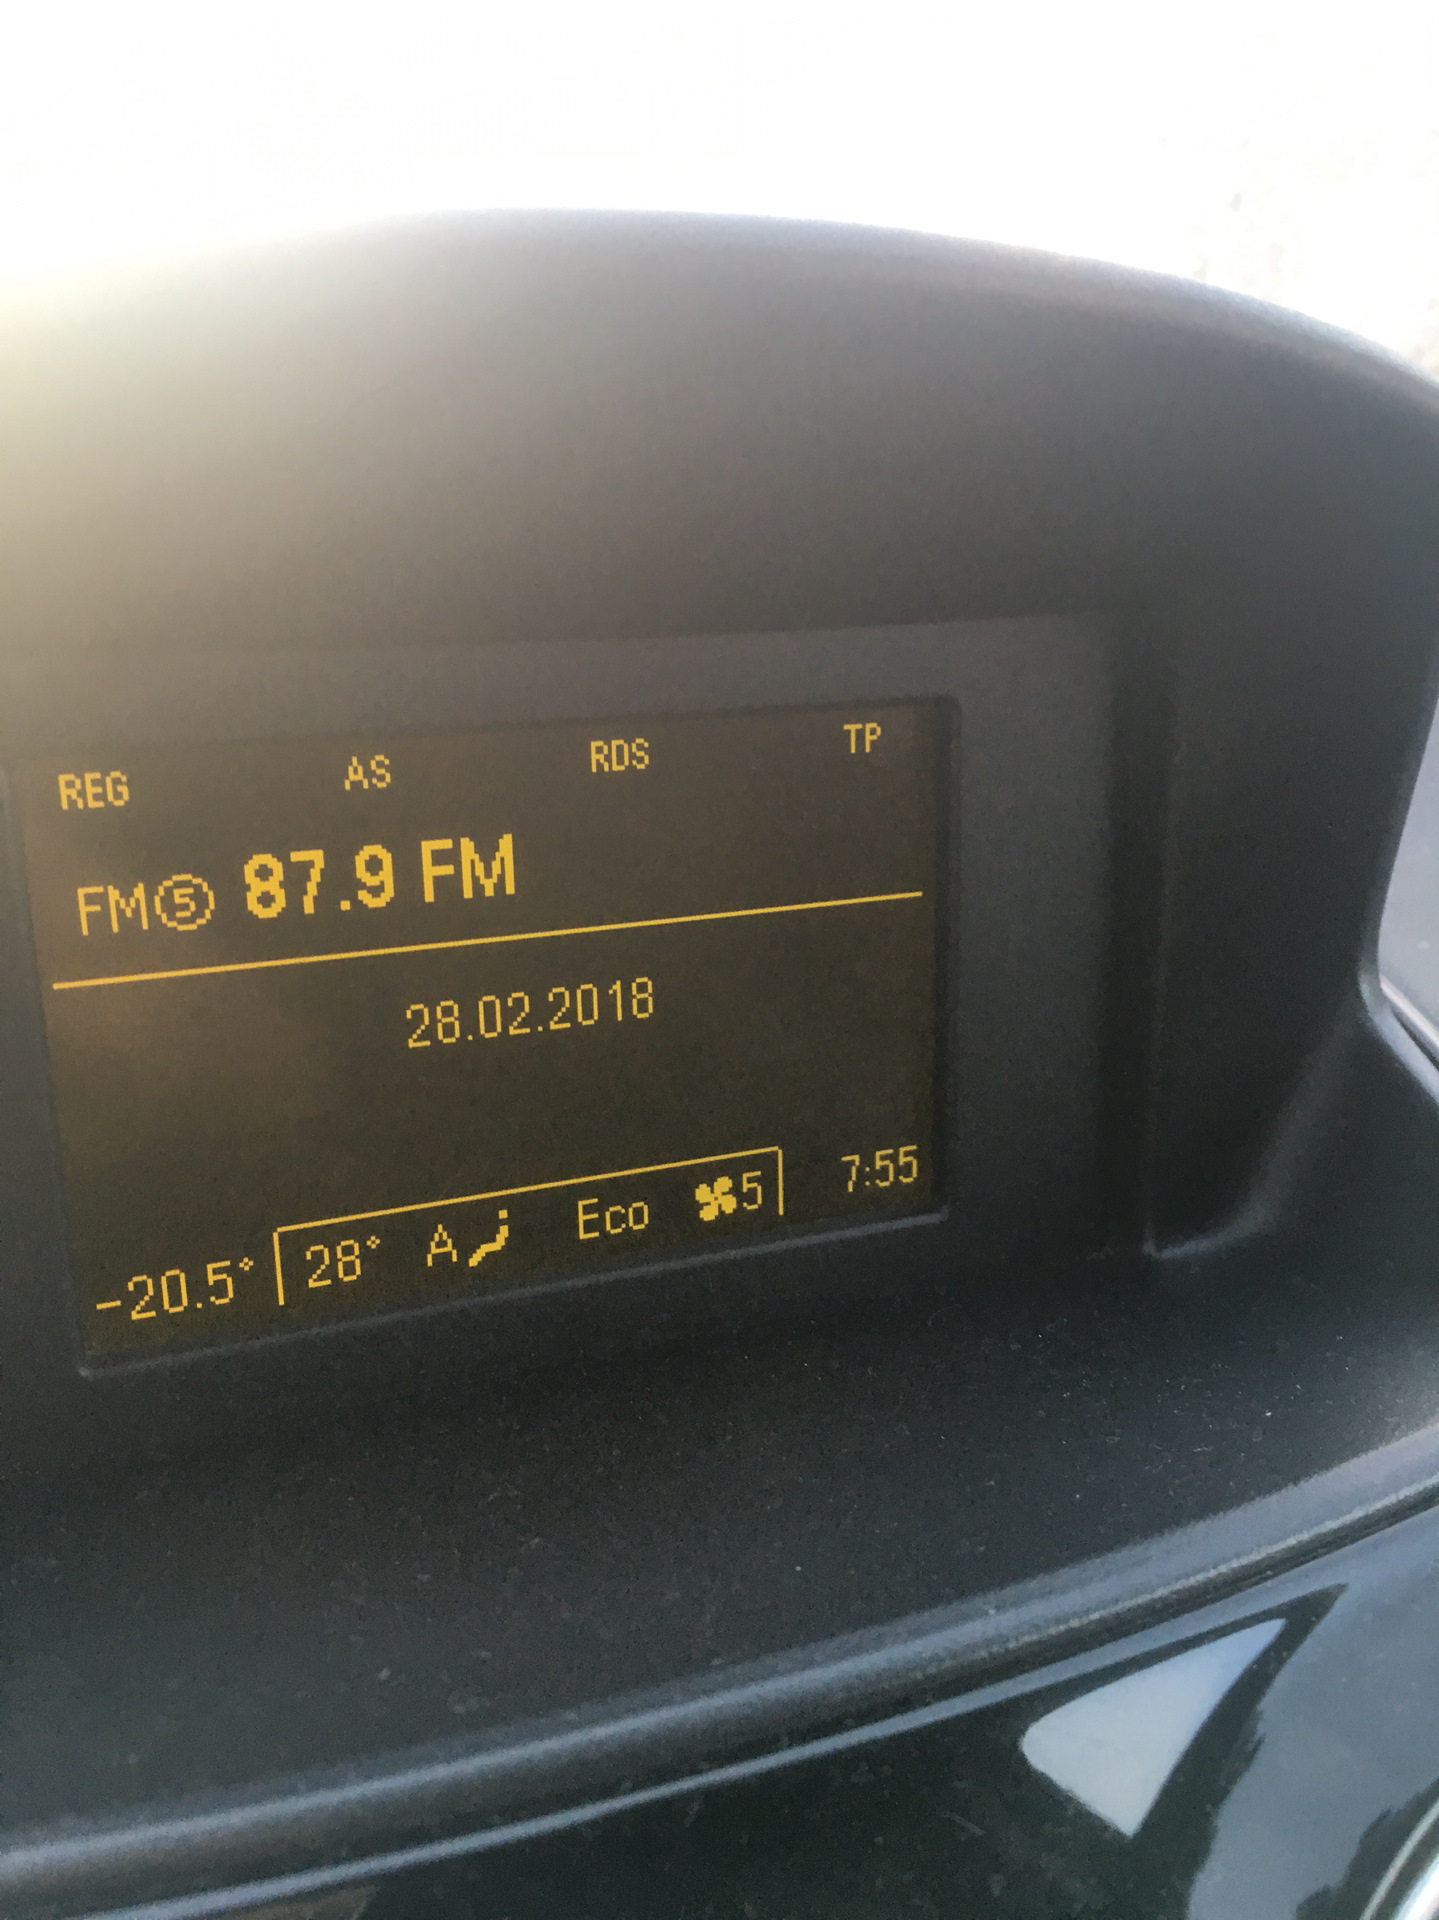 REG AS RDS TP
FM⑤ 87.9 FM
28.02.2018
-20.5° 28° A Eco 5 7:55